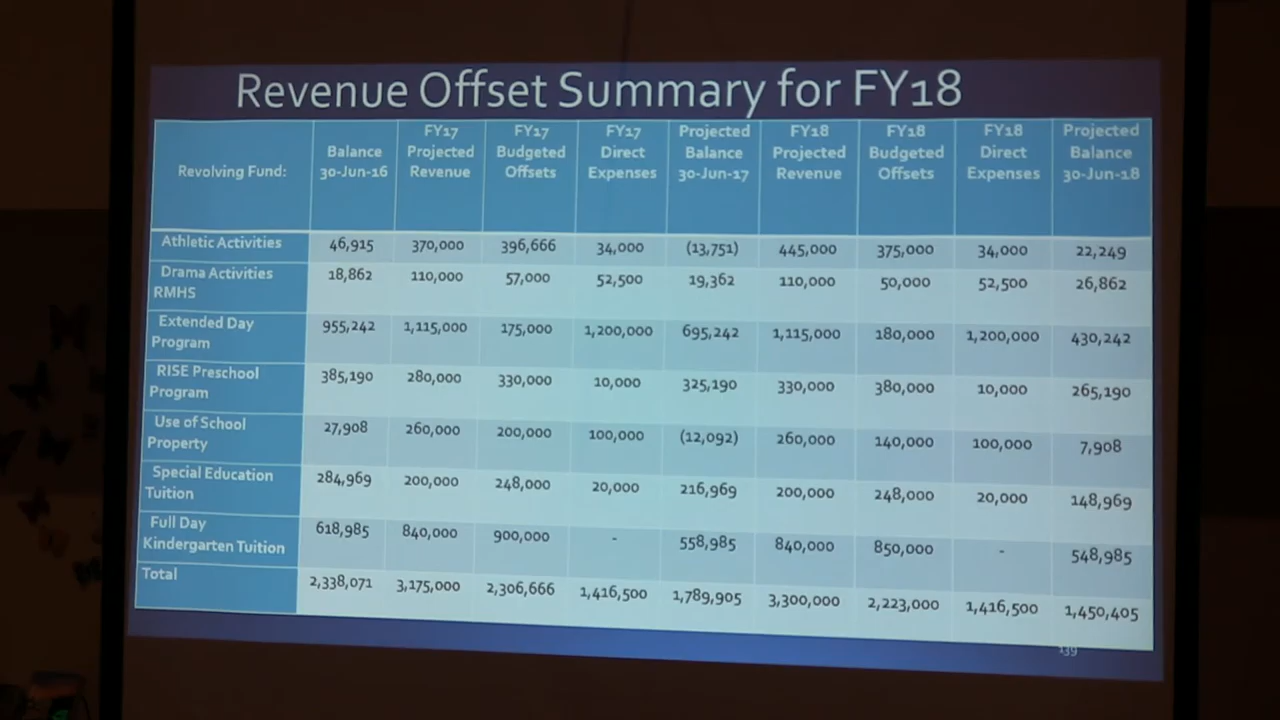 Revenue Offset Summary for FY18
Revolving Fund: Balance 30-Jun-16 FY17 Projected Revenue FY17 Budgeted Offsets FY17 Direct Expenses Projected Balance 30-Jun-17 FY18 Projected Revenue FY18 Budgeted Offsets FY18 Direct Expenses Projected Balance 30-Jun-18
Athletic Activities 46,915 370,000 396,666 34,000 (13,751) 445,000 375,000 34,000 22,249
Drama Activities RMHS 18,862 110,000 57,000 52,500 19,362 110,000 50,000 52,500 26,862
Extended Day Program 955,242 1,115,000 175,000 1,200,000 695,242 1,115,000 180,000 1,200,000 430,242
RISE Preschool Program 385,190 280,000 330,000 10,000 325,190 330,000 380,000 10,000 265,190
Use of School Property 27,908 260,000 200,000 100,000 (12,092) 260,000 140,000 100,000 7,908
Special Education Tuition 284,969 200,000 248,000 20,000 216,969 200,000 248,000 20,000 148,969
Full Day Kindergarten Tuition 618,985 840,000 900,000 - 558,985 840,000 850,000 - 548,985
Total 2,338,071 3,175,000 2,306,666 1,416,500 1,789,905 3,300,000 2,223,000 1,416,500 1,450,405
139